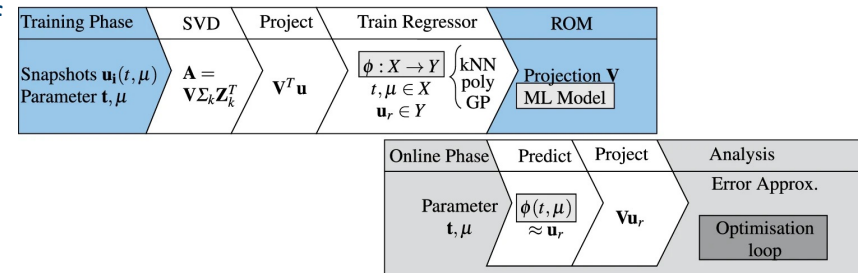 Training Phase
SVD
Project
Train Regressor
ROM
Snapshots uᵢ(t, μ)
Parameter t, μ
A =
VΣₖZₖᵀ
Vᵀu
ϕ : X → Y
t, μ ∈ X
uᵣ ∈ Y
kNN
poly
GP
Projection V
ML Model
Online Phase
Predict
Project
Analysis
Parameter
t, μ
ϕ(t, μ)
≈ uᵣ
Vuᵣ
Error Approx.
Optimisation
loop